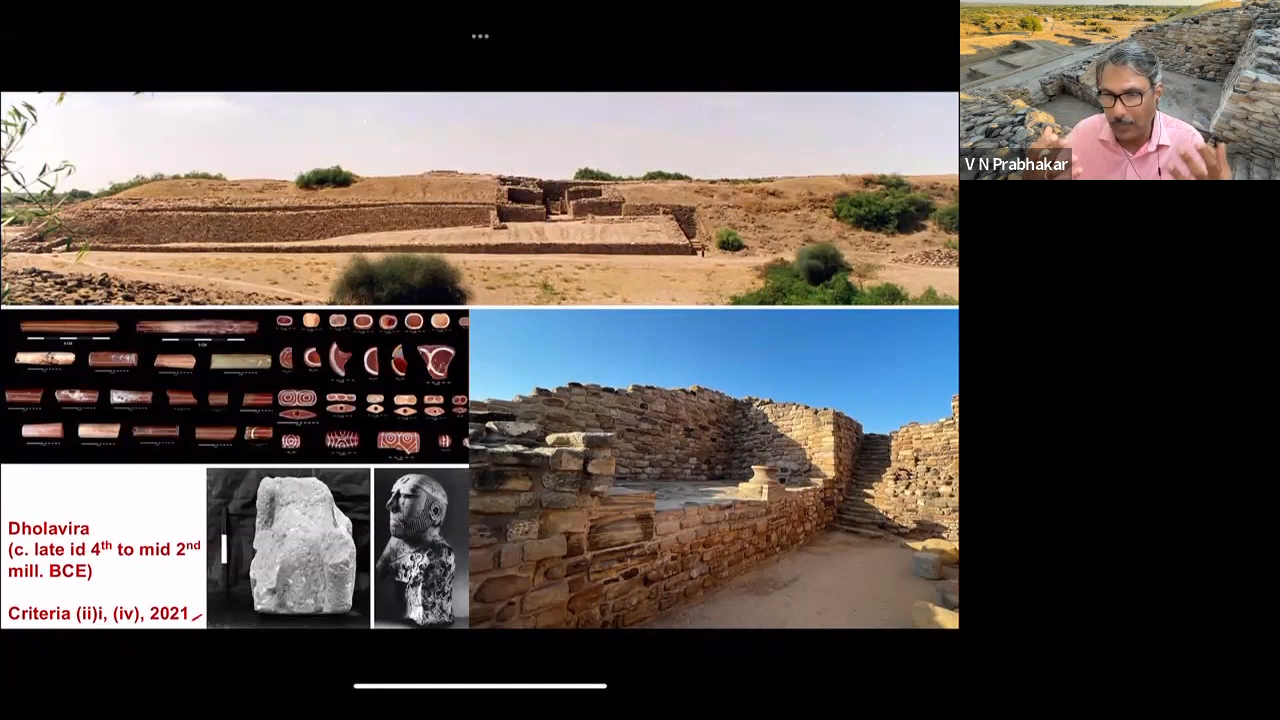 V N Prabhakar
Dholavira
(c. late id 4th to mid 2nd
mill. BCE)
Criteria (ii)i, (iv), 2021